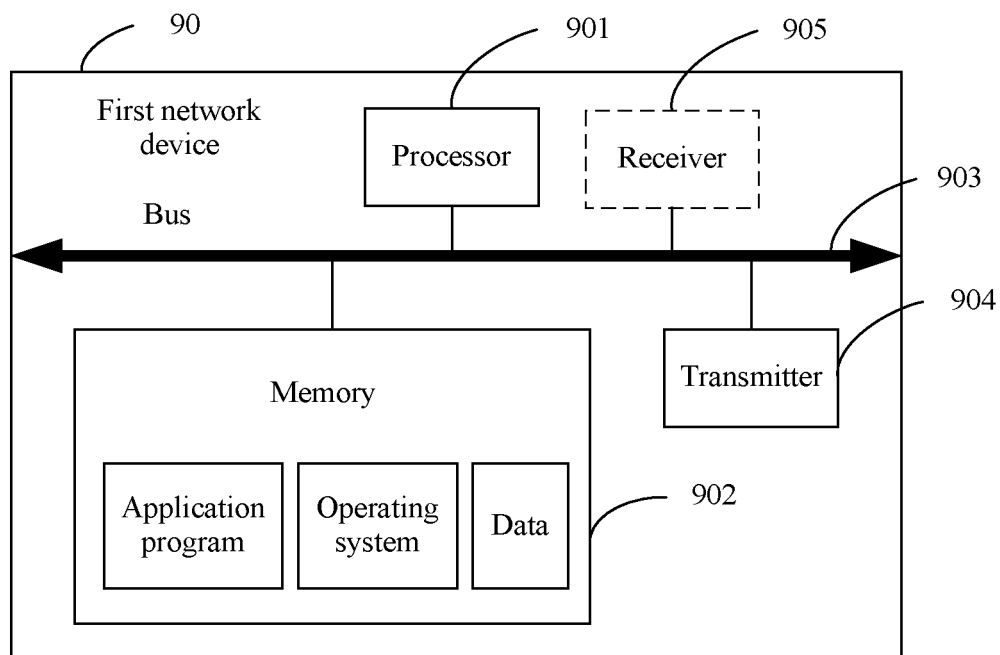 90
901
905
First network
device
Processor
Receiver
903
Bus
904
Transmitter
Memory
902
Application
program
Operating
system
Data